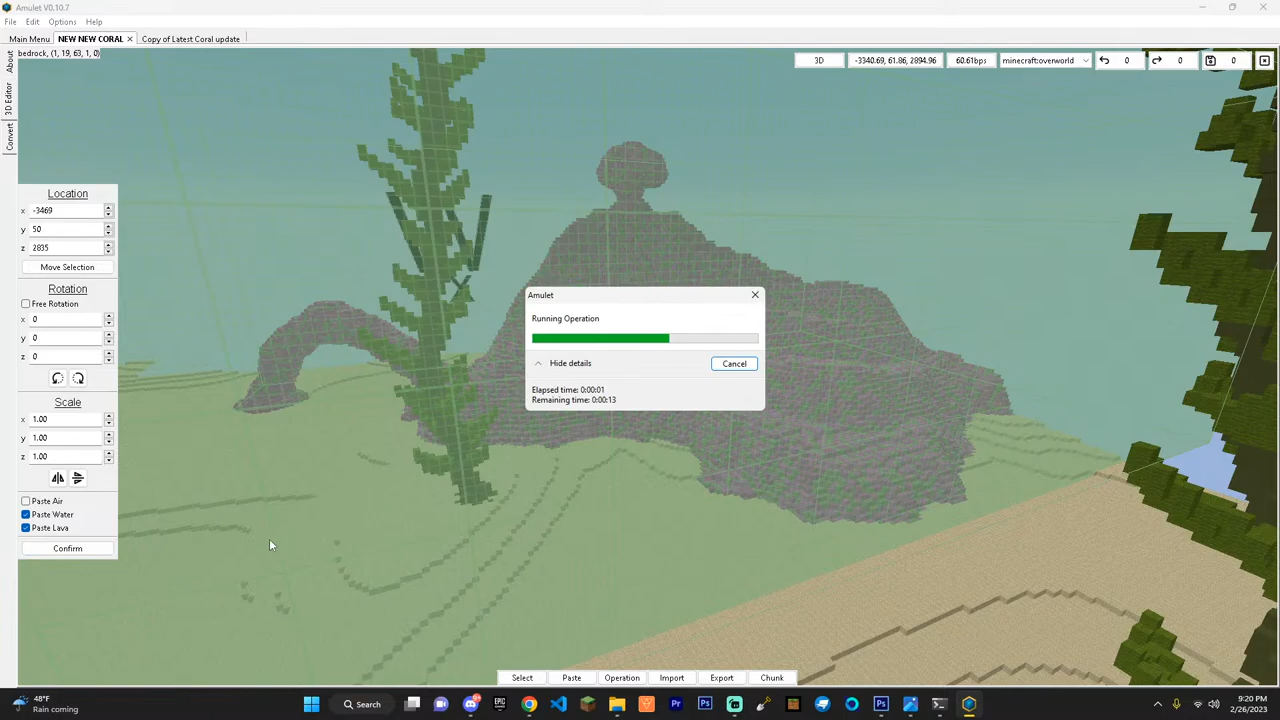 Amulet V0.10.7
File Edit Options Help
Main Menu NEW NEW CORAL Copy of Latest Coral update
bedrock, (1, 19, 63, 1, 0)
3D -3340.69, 61.86, 2894.96 60.61bps minecraft:overworld 0 0 0
About
3D Editor
Convert
Location
x -3469
y 50
z 2835
Move Selection
Rotation
Free Rotation
x 0
y 0
z 0
Scale
x 1.00
y 1.00
z 1.00
Paste Air
Paste Water
Paste Lava
Confirm
Amulet
Running Operation
Hide details Cancel
Elapsed time: 0:00:01
Remaining time: 0:00:13
Select Paste Operation Import Export Chunk
48°F
Rain coming
Search
9:20 PM
2/26/2023